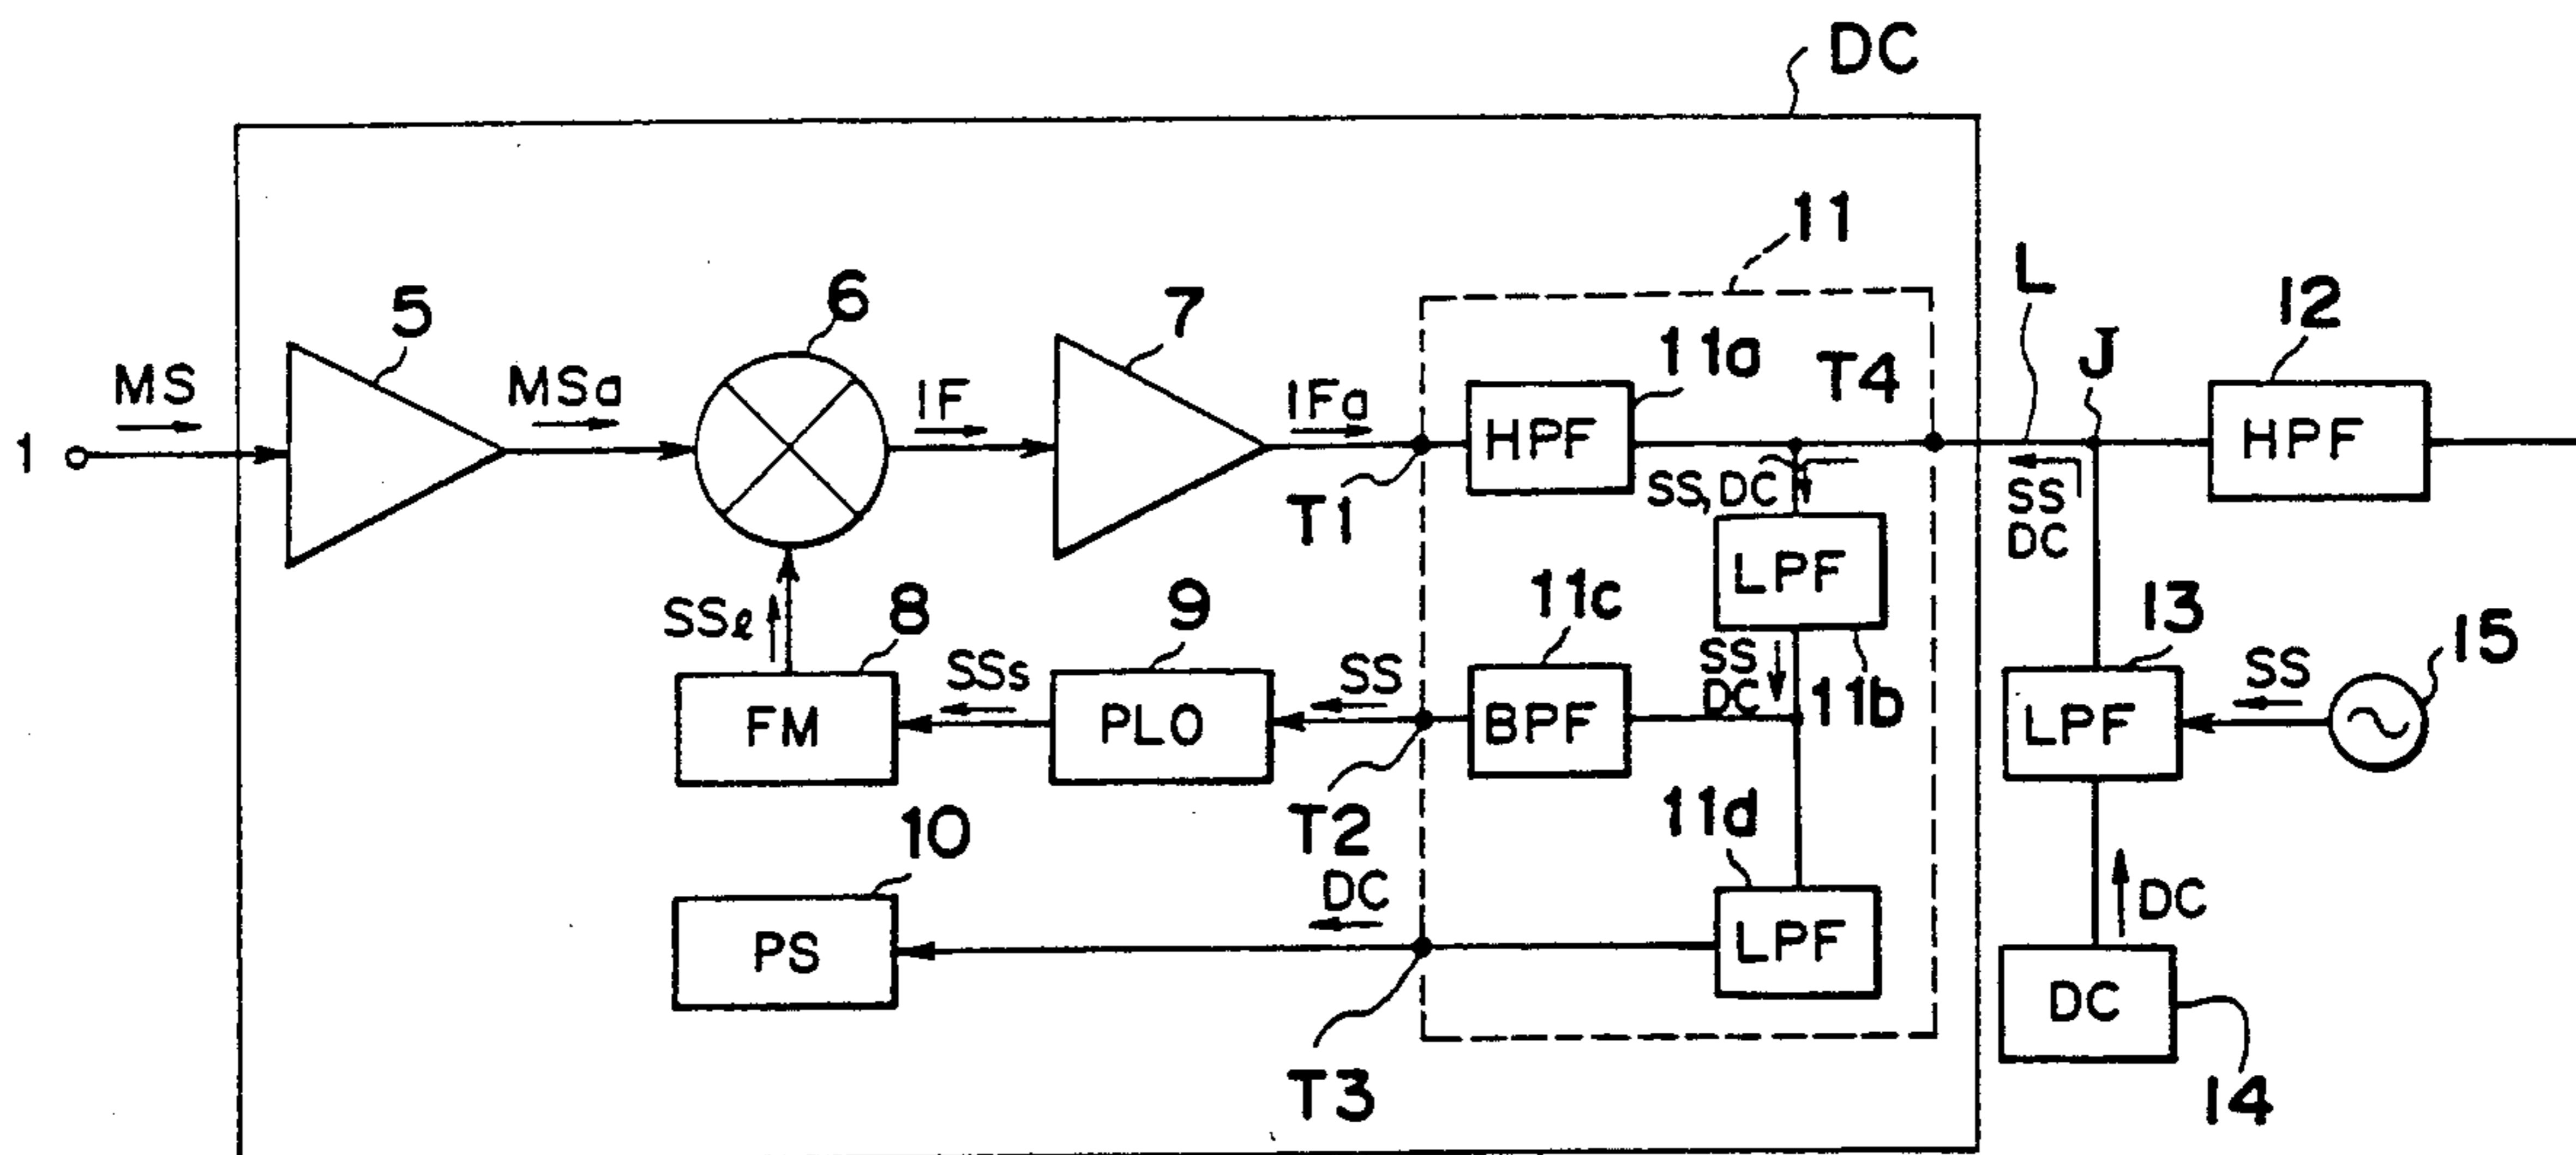 DC
11
5
6
7
L
12
J
MS
MSa
IF
IFa
11a
T4
1
HPF
HPF
T1
SS, DC
SS
DC
LPF
SSℓ
8
9
11c
SS
DC
11b
13
15
SSs
SS
SS
FM
PLO
BPF
LPF
T2
11d
10
DC
DC
PS
LPF
DC
T3
14